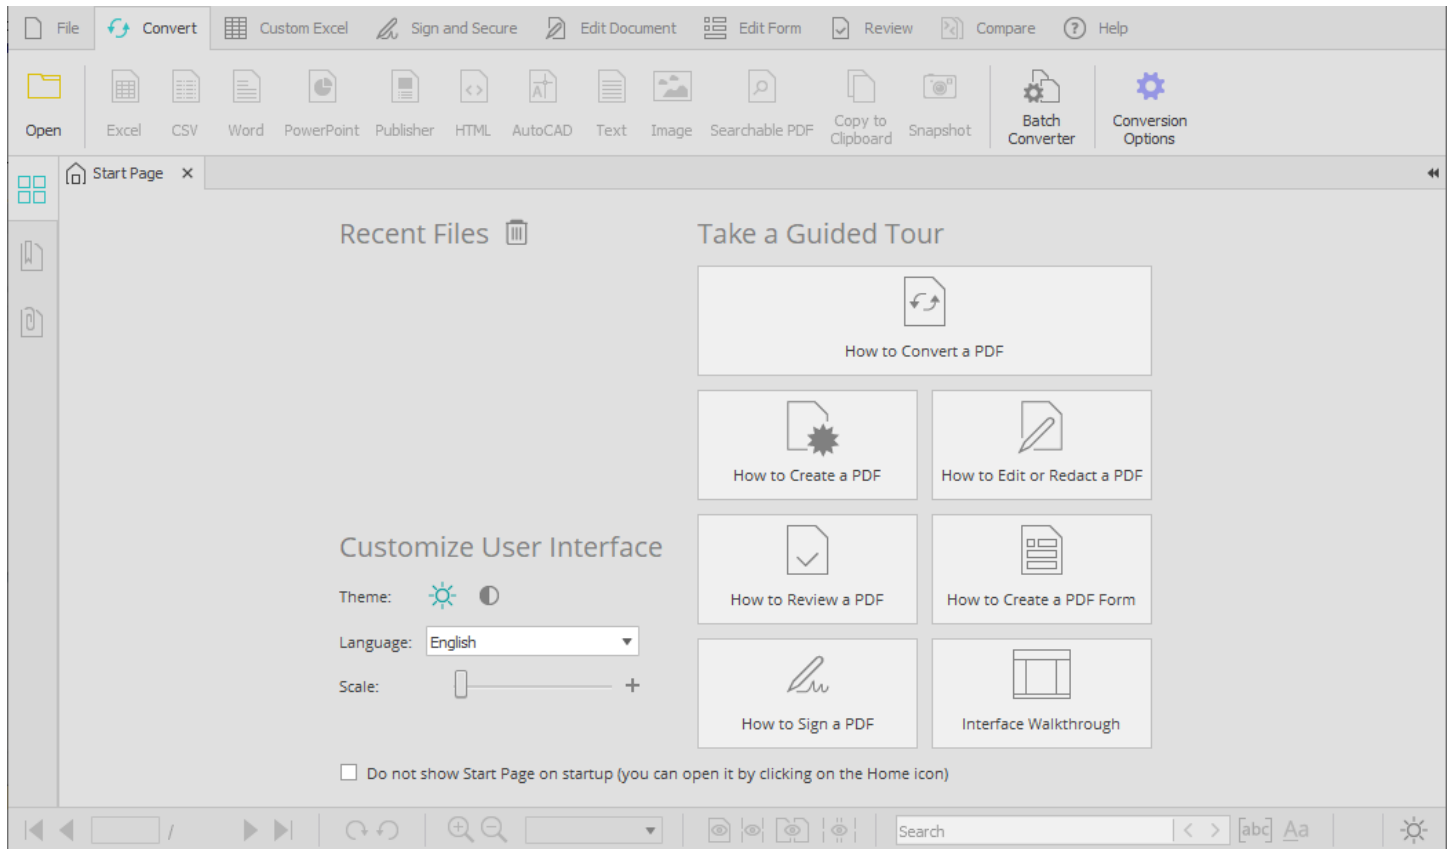 File Convert Custom Excel Sign and Secure Edit Document Edit Form Review Compare ? Help
Open Excel CSV Word PowerPoint Publisher HTML AutoCAD Text Image Searchable PDF Copy to Clipboard Snapshot Batch Converter Conversion Options
Start Page
Recent Files
Take a Guided Tour
How to Convert a PDF
How to Create a PDF
How to Edit or Redact a PDF
How to Review a PDF
How to Create a PDF Form
How to Sign a PDF
Interface Walkthrough
Customize User Interface
Theme:
Language: English
Scale:
Do not show Start Page on startup (you can open it by clicking on the Home icon)
/ Search [abc] Aa